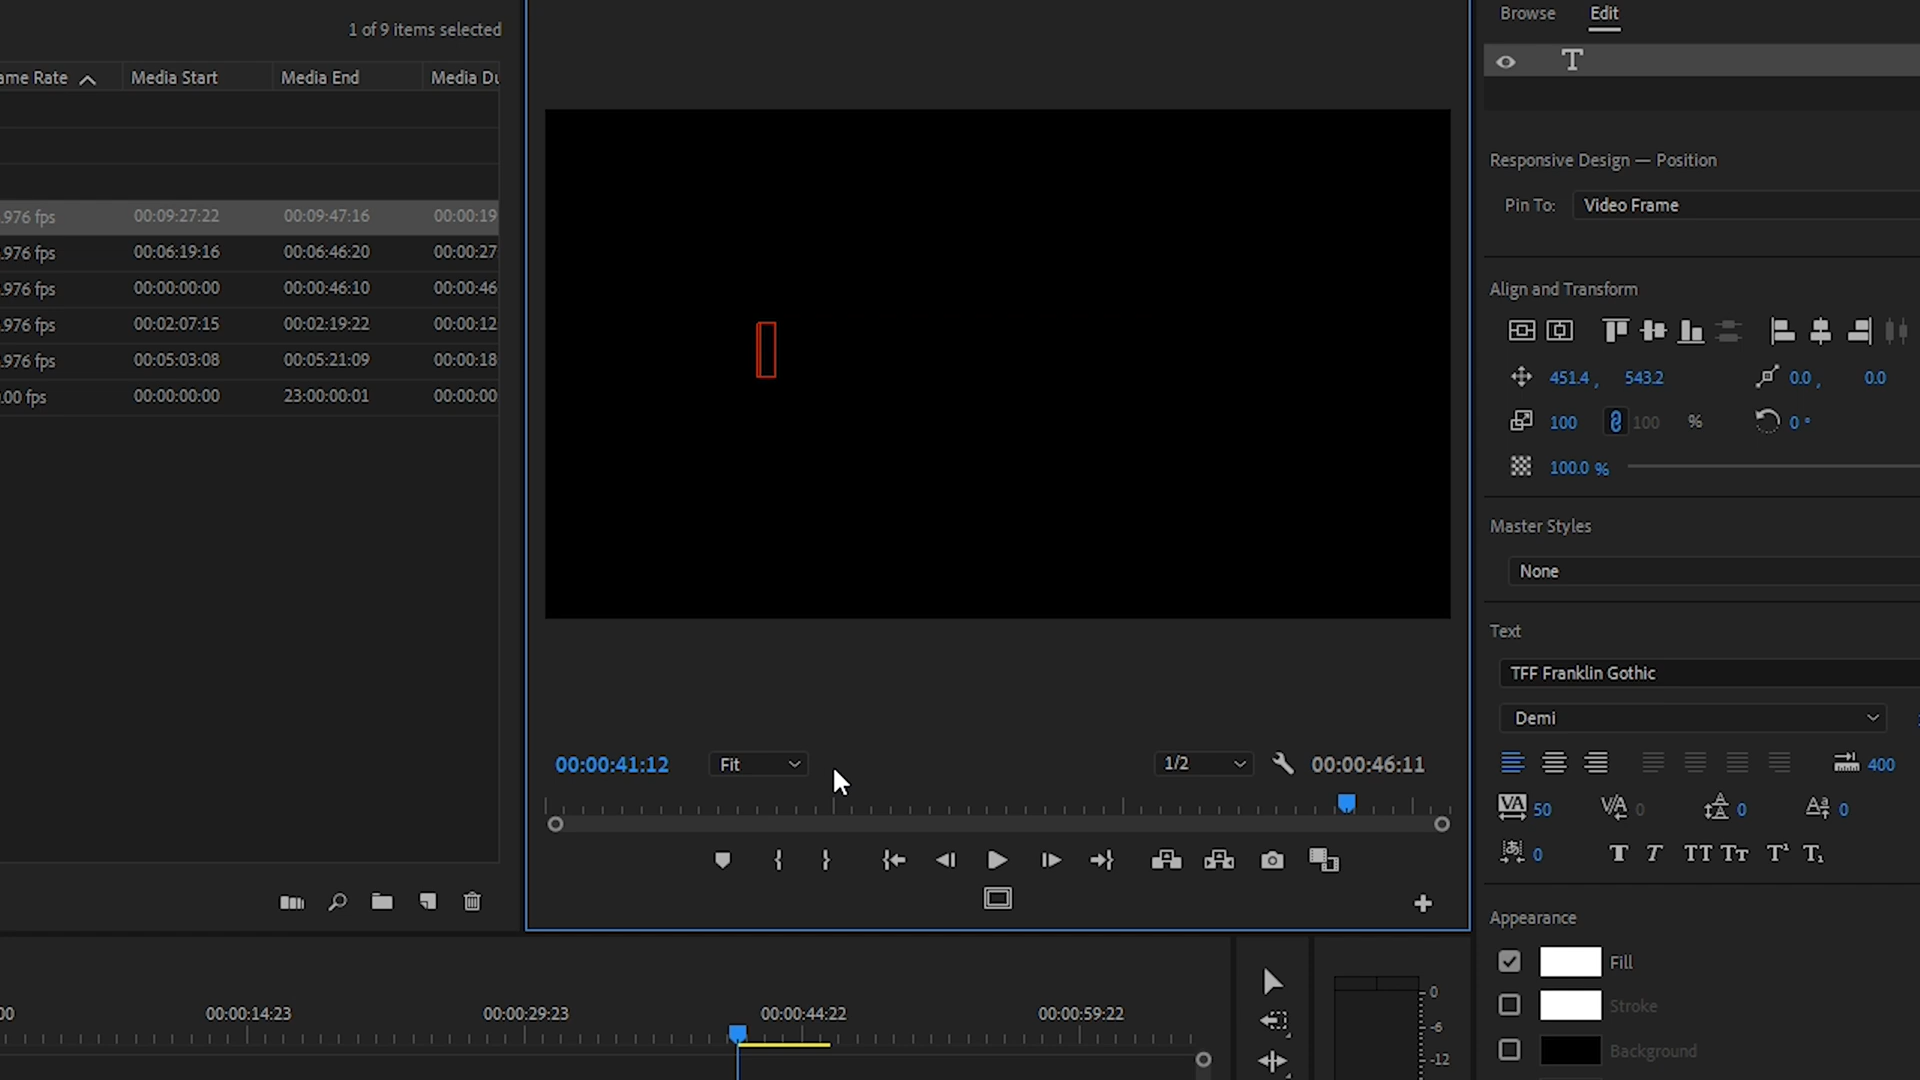 1 of 9 items selected
ame Rate Media Start Media End Media Du
.976 fps 00:09:27:22 00:09:47:16 00:00:19
.976 fps 00:06:19:16 00:06:46:20 00:00:27
.976 fps 00:00:00:00 00:00:46:10 00:00:46
.976 fps 00:02:07:15 00:02:19:22 00:00:12
.976 fps 00:05:03:08 00:05:21:09 00:00:18
.00 fps 00:00:00:00 23:00:00:01 00:00:00
00:00:41:12 Fit 1/2 00:00:46:11
Browse Edit
Responsive Design — Position
Pin To: Video Frame
Align and Transform
451.4 , 543.2 0.0 , 0.0
100 100 % 0 °
100.0 %
Master Styles
None
Text
TFF Franklin Gothic
Demi
400
50 0 0 0
0
Appearance
Fill
Stroke
Background
00 00:00:14:23 00:00:29:23 00:00:44:22 00:00:59:22
0
-6
-12